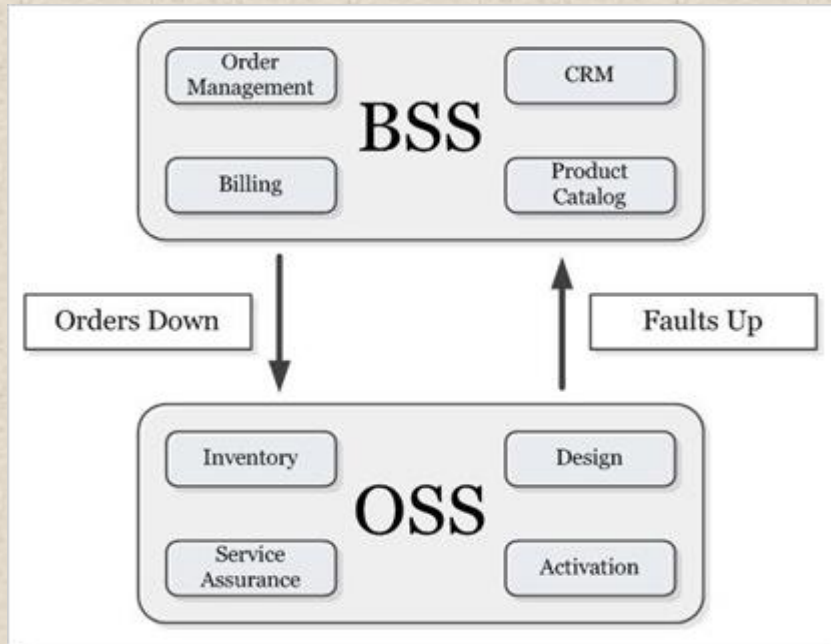 Order
Management
CRM
BSS
Billing
Product
Catalog
Orders Down
Faults Up
Inventory
Design
OSS
Service
Assurance
Activation